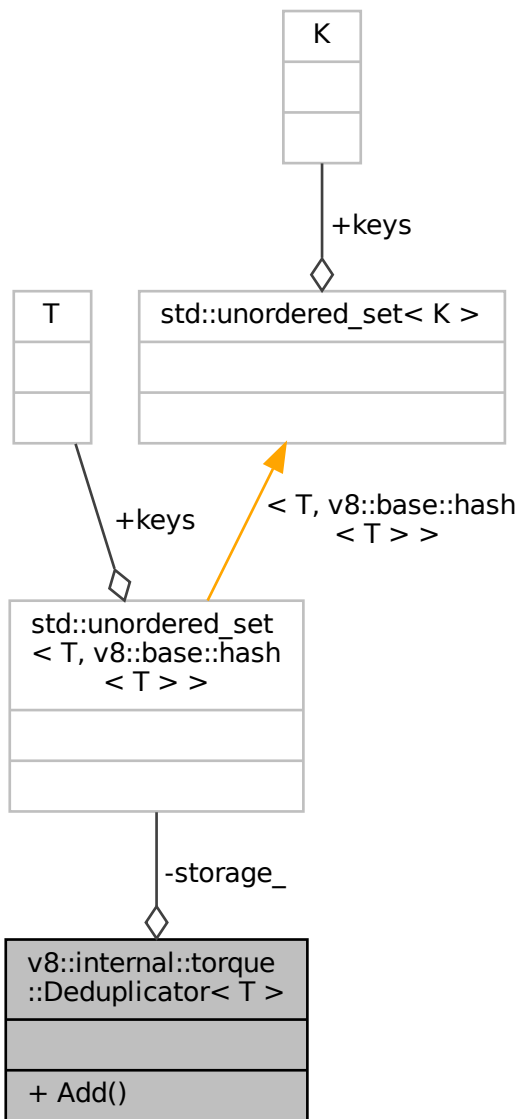 K
+keys
T
std::unordered_set< K >
+keys
< T, v8::base::hash
< T > >
std::unordered_set
< T, v8::base::hash
< T > >
-storage_
v8::internal::torque
::Deduplicator< T >
+ Add()